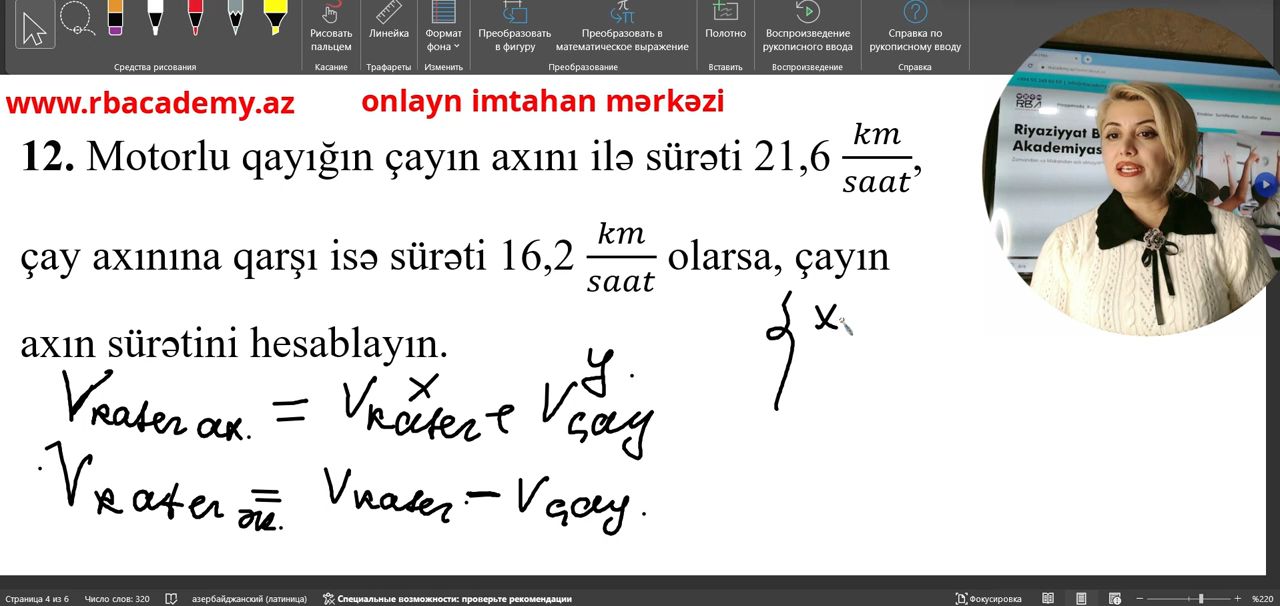 Рисовать пальцем
Линейка
Формат фона
Преобразовать в фигуру
Преобразовать в математическое выражение
Полотно
Воспроизведение рукописного ввода
Справка по рукописному вводу
Средства рисования
Касание
Трафареты
Изменить
Преобразование
Вставить
Воспроизведение
Справка
www.rbacademy.az onlayn imtahan mərkəzi
RBA
Riyaziyyat B
Akademiyas
12. Motorlu qayığın çayın axını ilə sürəti 21,6 km/saat,
çay axınına qarşı isə sürəti 16,2 km/saat olarsa, çayın
axın sürətini hesablayın.
{ x
x y
Vkater ax. = Vkater + Vçay
Vkater əx. = Vkater - Vçay.
Страница 4 из 6 Число слов: 320 азербайджанский (латиница) Специальные возможности: проверьте рекомендации Фокусировка %220